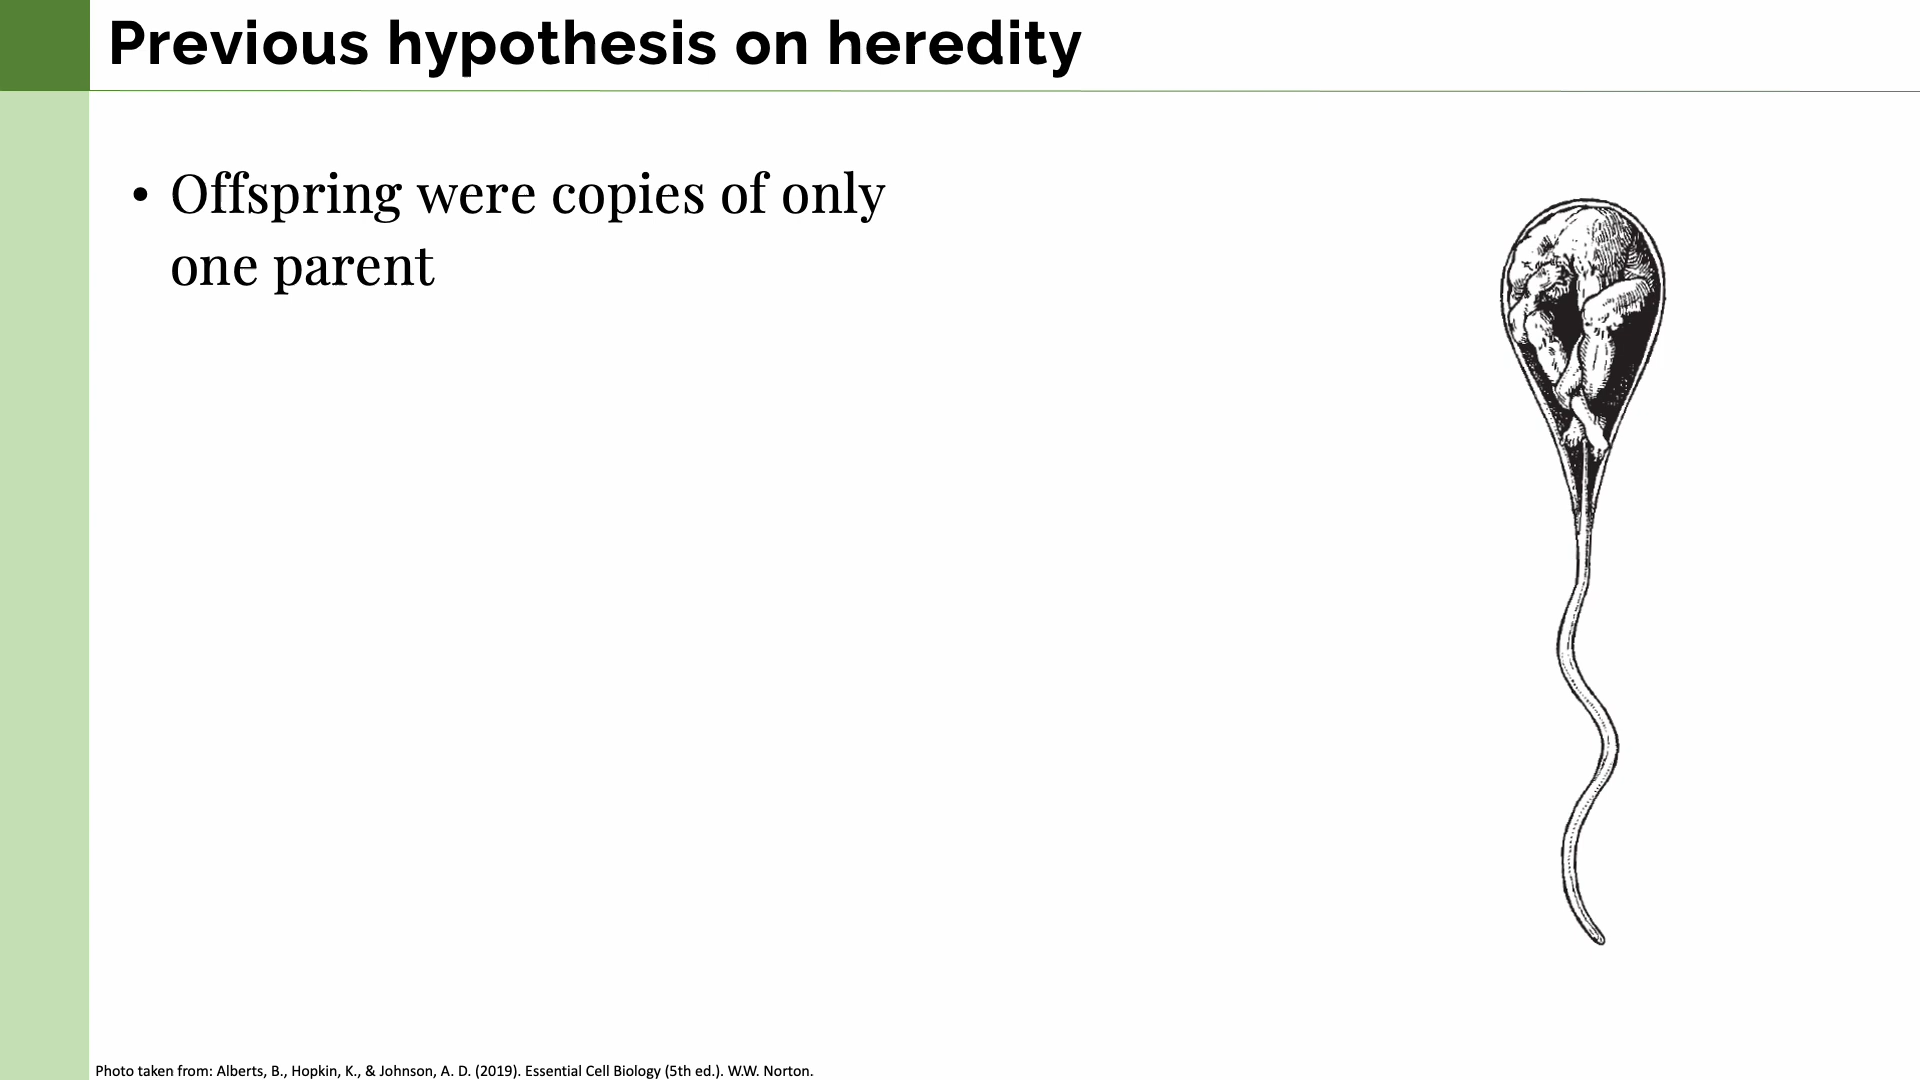 Previous hypothesis on heredity
• Offspring were copies of only
one parent
Photo taken from: Alberts, B., Hopkin, K., & Johnson, A. D. (2019). Essential Cell Biology (5th ed.). W.W. Norton.